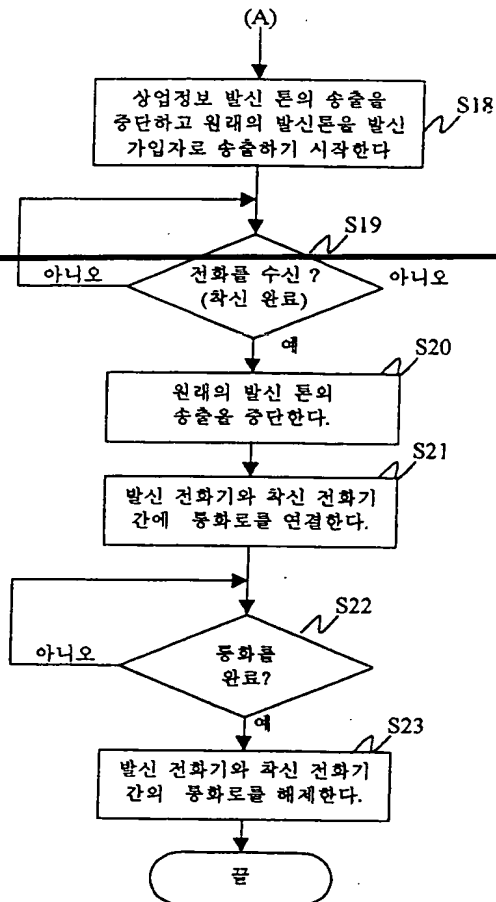 (A)
상업정보 발신 톤의 송출을
중단하고 원래의 발신톤을 발신
가입자로 송출하기 시작한다
S18
S19
아니오
전화를 수신 ?
(착신 완료)
아니오
예
S20
원래의 발신 톤의
송출을 중단한다.
S21
발신 전화기와 착신 전화기
간에 통화로를 연결한다.
S22
아니오
통화를
완료?
예
S23
발신 전화기와 착신 전화기
간의 통화로를 해제한다.
끝